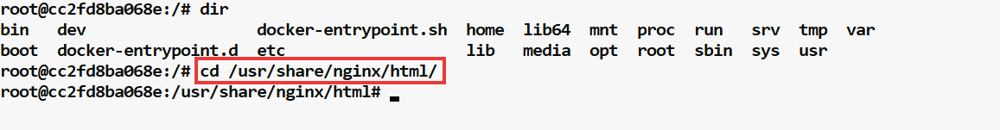 root@cc2fd8ba068e:/# dir
bin   dev                  docker-entrypoint.sh  home  lib64  mnt  proc  run   srv  tmp  var
boot  docker-entrypoint.d  etc                   lib   media  opt  root  sbin  sys  usr
root@cc2fd8ba068e:/# cd /usr/share/nginx/html/
root@cc2fd8ba068e:/usr/share/nginx/html#